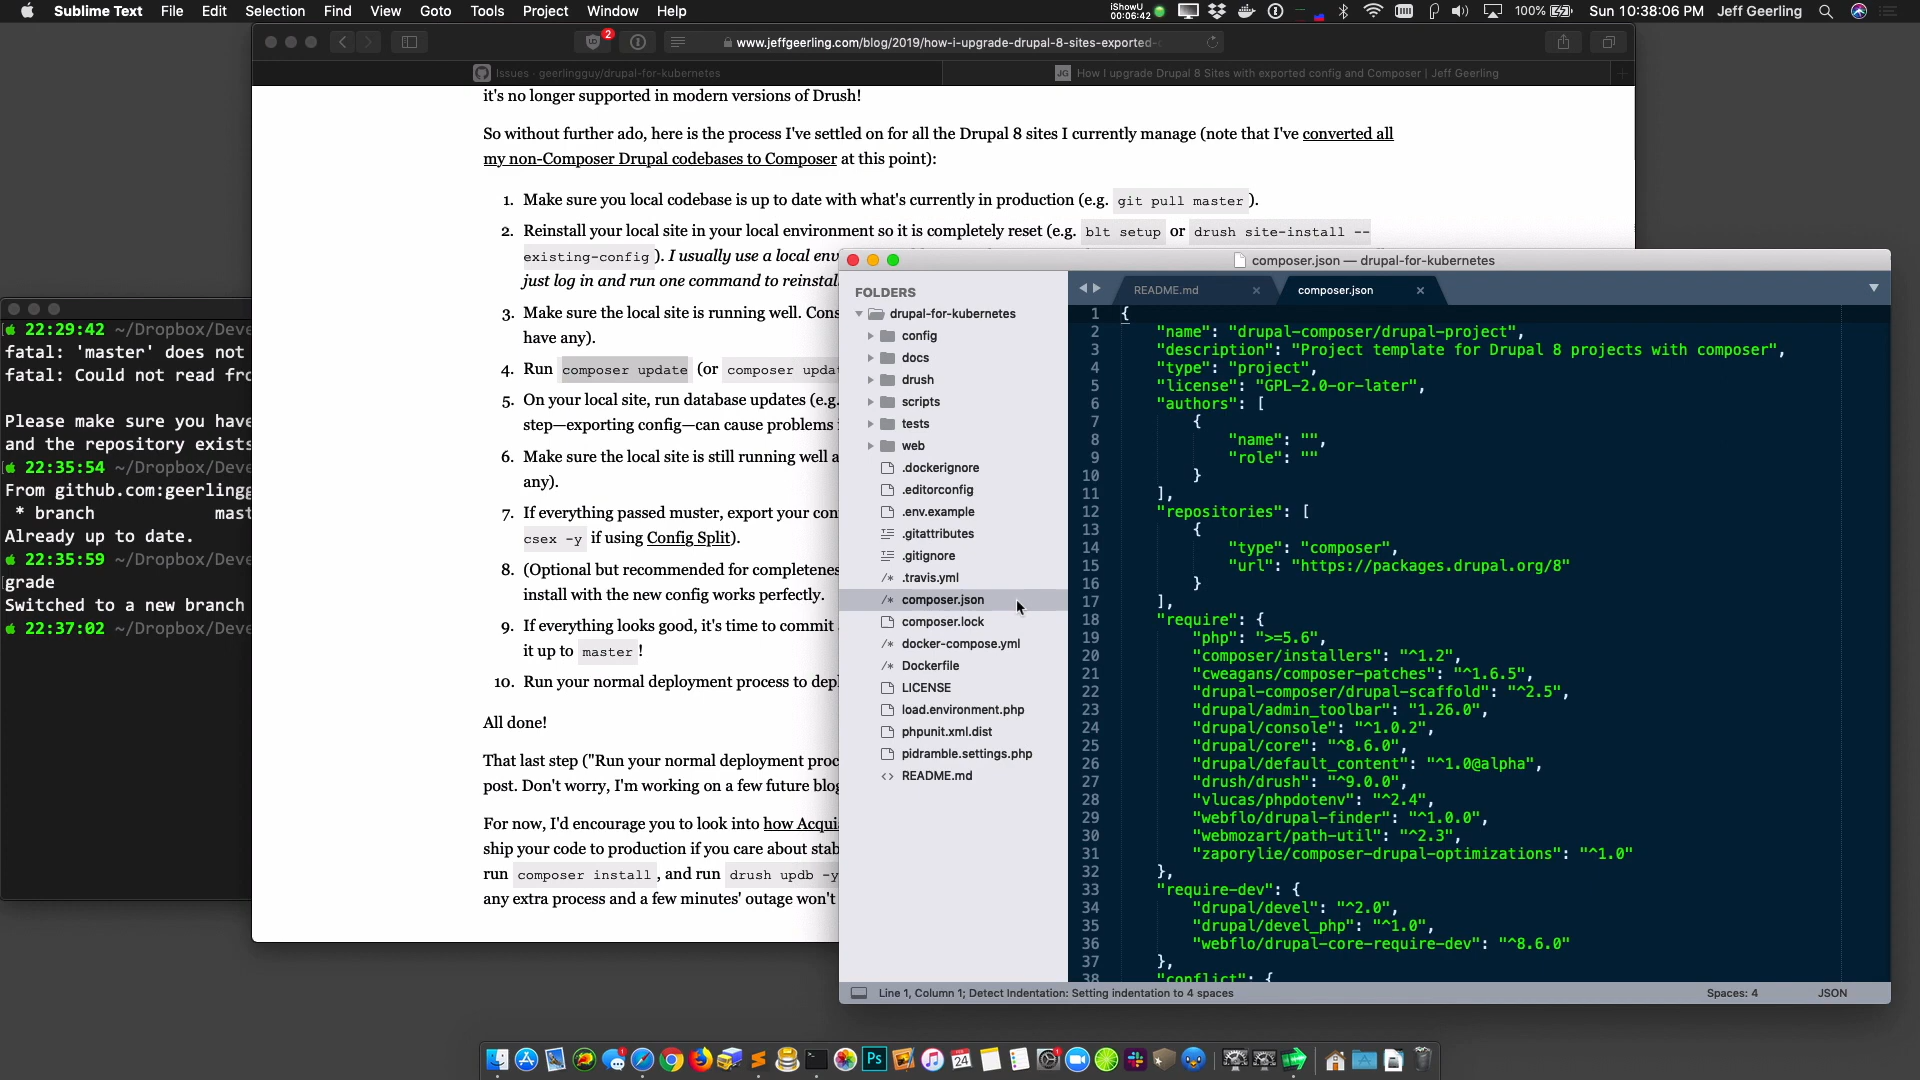 Sublime Text File Edit Selection Find View Goto Tools Project Window Help
iShowU
00:06:42
100%
Sun 10:38:06 PM Jeff Geerling
2
www.jeffgeerling.com/blog/2019/how-i-upgrade-drupal-8-sites-exported-
Issues · geerlingguy/drupal-for-kubernetes
JG How I upgrade Drupal 8 Sites with exported config and Composer | Jeff Geerling
it's no longer supported in modern versions of Drush!
So without further ado, here is the process I've settled on for all the Drupal 8 sites I currently manage (note that I've converted all
my non-Composer Drupal codebases to Composer at this point):
1. Make sure you local codebase is up to date with what's currently in production (e.g. git pull master ).
2. Reinstall your local site in your local environment so it is completely reset (e.g. blt setup or drush site-install --
existing-config ). I usually use a local env
just log in and run one command to reinstal
3. Make sure the local site is running well. Cons
have any).
4. Run composer update (or composer updat
5. On your local site, run database updates (e.g.
step—exporting config—can cause problems i
6. Make sure the local site is still running well a
any).
7. If everything passed muster, export your con
csex -y if using Config Split).
8. (Optional but recommended for completenes
install with the new config works perfectly.
9. If everything looks good, it's time to commit
it up to master !
10. Run your normal deployment process to dep
All done!
That last step ("Run your normal deployment proc
post. Don't worry, I'm working on a few future blog
For now, I'd encourage you to look into how Acqui
ship your code to production if you care about stab
run composer install , and run drush updb -y
any extra process and a few minutes' outage won't
22:29:42 ~/Dropbox/Deve
fatal: 'master' does not
fatal: Could not read fro
Please make sure you have
and the repository exists
22:35:54 ~/Dropbox/Deve
From github.com:geerlingg
* branch mast
Already up to date.
22:35:59 ~/Dropbox/Deve
grade
Switched to a new branch
22:37:02 ~/Dropbox/Deve
composer.json — drupal-for-kubernetes
FOLDERS
drupal-for-kubernetes
config
docs
drush
scripts
tests
web
.dockerignore
.editorconfig
.env.example
.gitattributes
.gitignore
/* .travis.yml
/* composer.json
composer.lock
/* docker-compose.yml
/* Dockerfile
LICENSE
load.environment.php
phpunit.xml.dist
pidramble.settings.php
<> README.md
README.md composer.json
1 {
2 "name": "drupal-composer/drupal-project",
3 "description": "Project template for Drupal 8 projects with composer",
4 "type": "project",
5 "license": "GPL-2.0-or-later",
6 "authors": [
7 {
8 "name": "",
9 "role": ""
10 }
11 ],
12 "repositories": [
13 {
14 "type": "composer",
15 "url": "https://packages.drupal.org/8"
16 }
17 ],
18 "require": {
19 "php": ">=5.6",
20 "composer/installers": "^1.2",
21 "cweagans/composer-patches": "^1.6.5",
22 "drupal-composer/drupal-scaffold": "^2.5",
23 "drupal/admin_toolbar": "1.26.0",
24 "drupal/console": "^1.0.2",
25 "drupal/core": "^8.6.0",
26 "drupal/default_content": "^1.0@alpha",
27 "drush/drush": "^9.0.0",
28 "vlucas/phpdotenv": "^2.4",
29 "webflo/drupal-finder": "^1.0.0",
30 "webmozart/path-util": "^2.3",
31 "zaporylie/composer-drupal-optimizations": "^1.0"
32 },
33 "require-dev": {
34 "drupal/devel": "^2.0",
35 "drupal/devel_php": "^1.0",
36 "webflo/drupal-core-require-dev": "^8.6.0"
37 },
38 "conflict": {
Line 1, Column 1; Detect Indentation: Setting indentation to 4 spaces
Spaces: 4 JSON
Ps
24